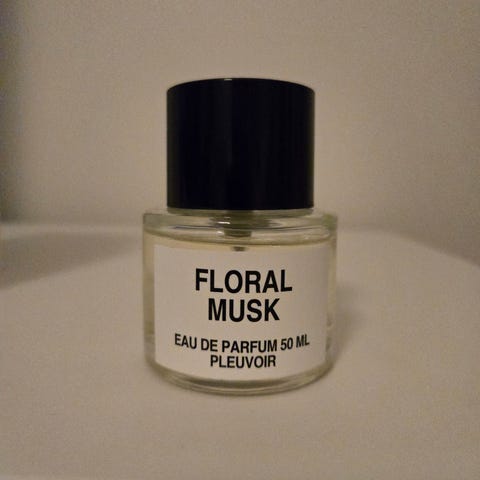 FLORAL
MUSK
EAU DE PARFUM 50 ML
PLEUVOIR